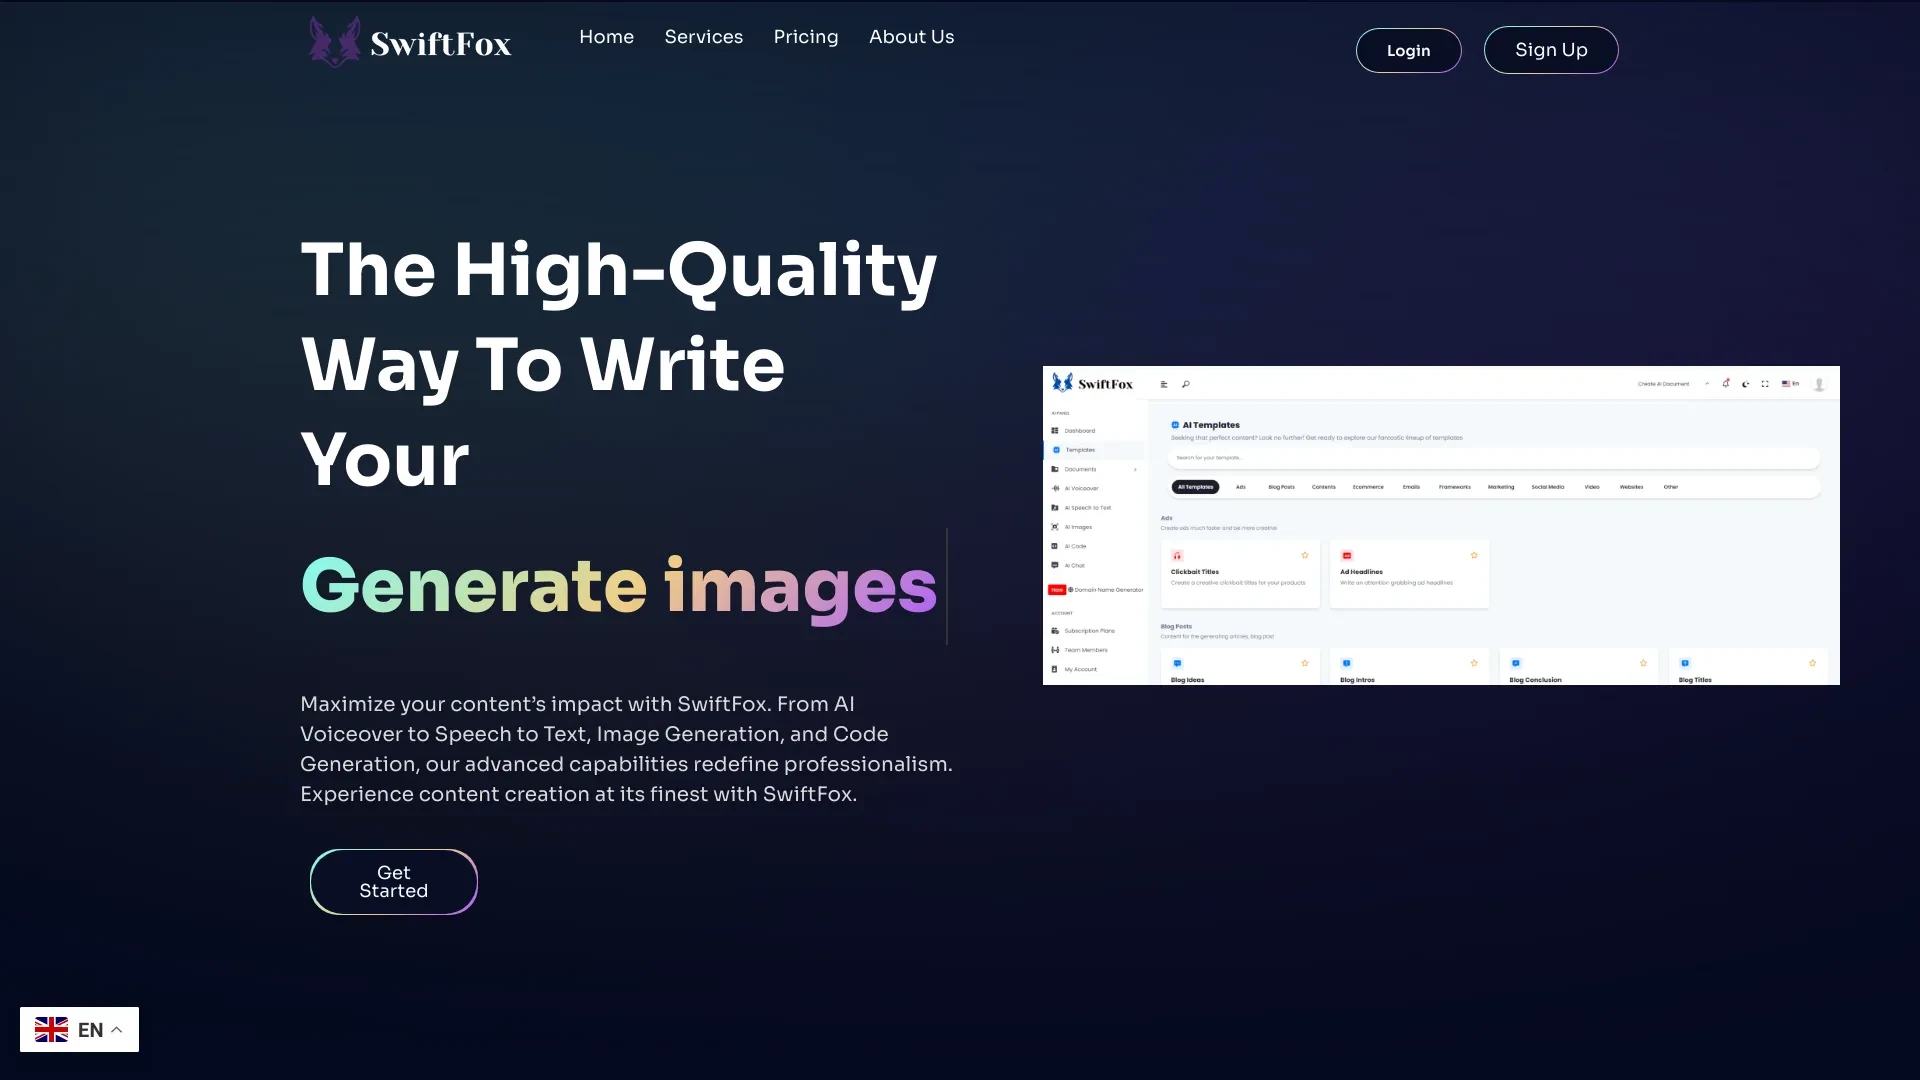 SwiftFox
Home
Services
Pricing
About Us
Login
Sign Up
The High-Quality
Way To Write
Your
Generate images
Maximize your content’s impact with SwiftFox. From AI
Voiceover to Speech to Text, Image Generation, and Code
Generation, our advanced capabilities redefine professionalism.
Experience content creation at its finest with SwiftFox.
Get
Started
SwiftFox
Create AI Document
En
AI PANEL
Dashboard
Templates
Documents
AI Voiceover
AI Speech to Text
AI Images
AI Code
AI Chat
New
Domain Name Generator
ACCOUNT
Subscription Plans
Team Members
My Account
AI Templates
Seeking that perfect content? Look no further! Get ready to explore our fantastic lineup of templates
Search for your template...
All Templates
Ads
Blog Posts
Contents
Ecommerce
Emails
Frameworks
Marketing
Social Media
Video
Websites
Other
Ads
Create ads much faster and be more creative
Clickbait Titles
Create a creative clickbait titles for your products
Ad Headlines
Write an attention grabbing ad headlines
Blog Posts
Content for the generating articles, blog post
Blog Ideas
Blog Intros
Blog Conclusion
Blog Titles
EN